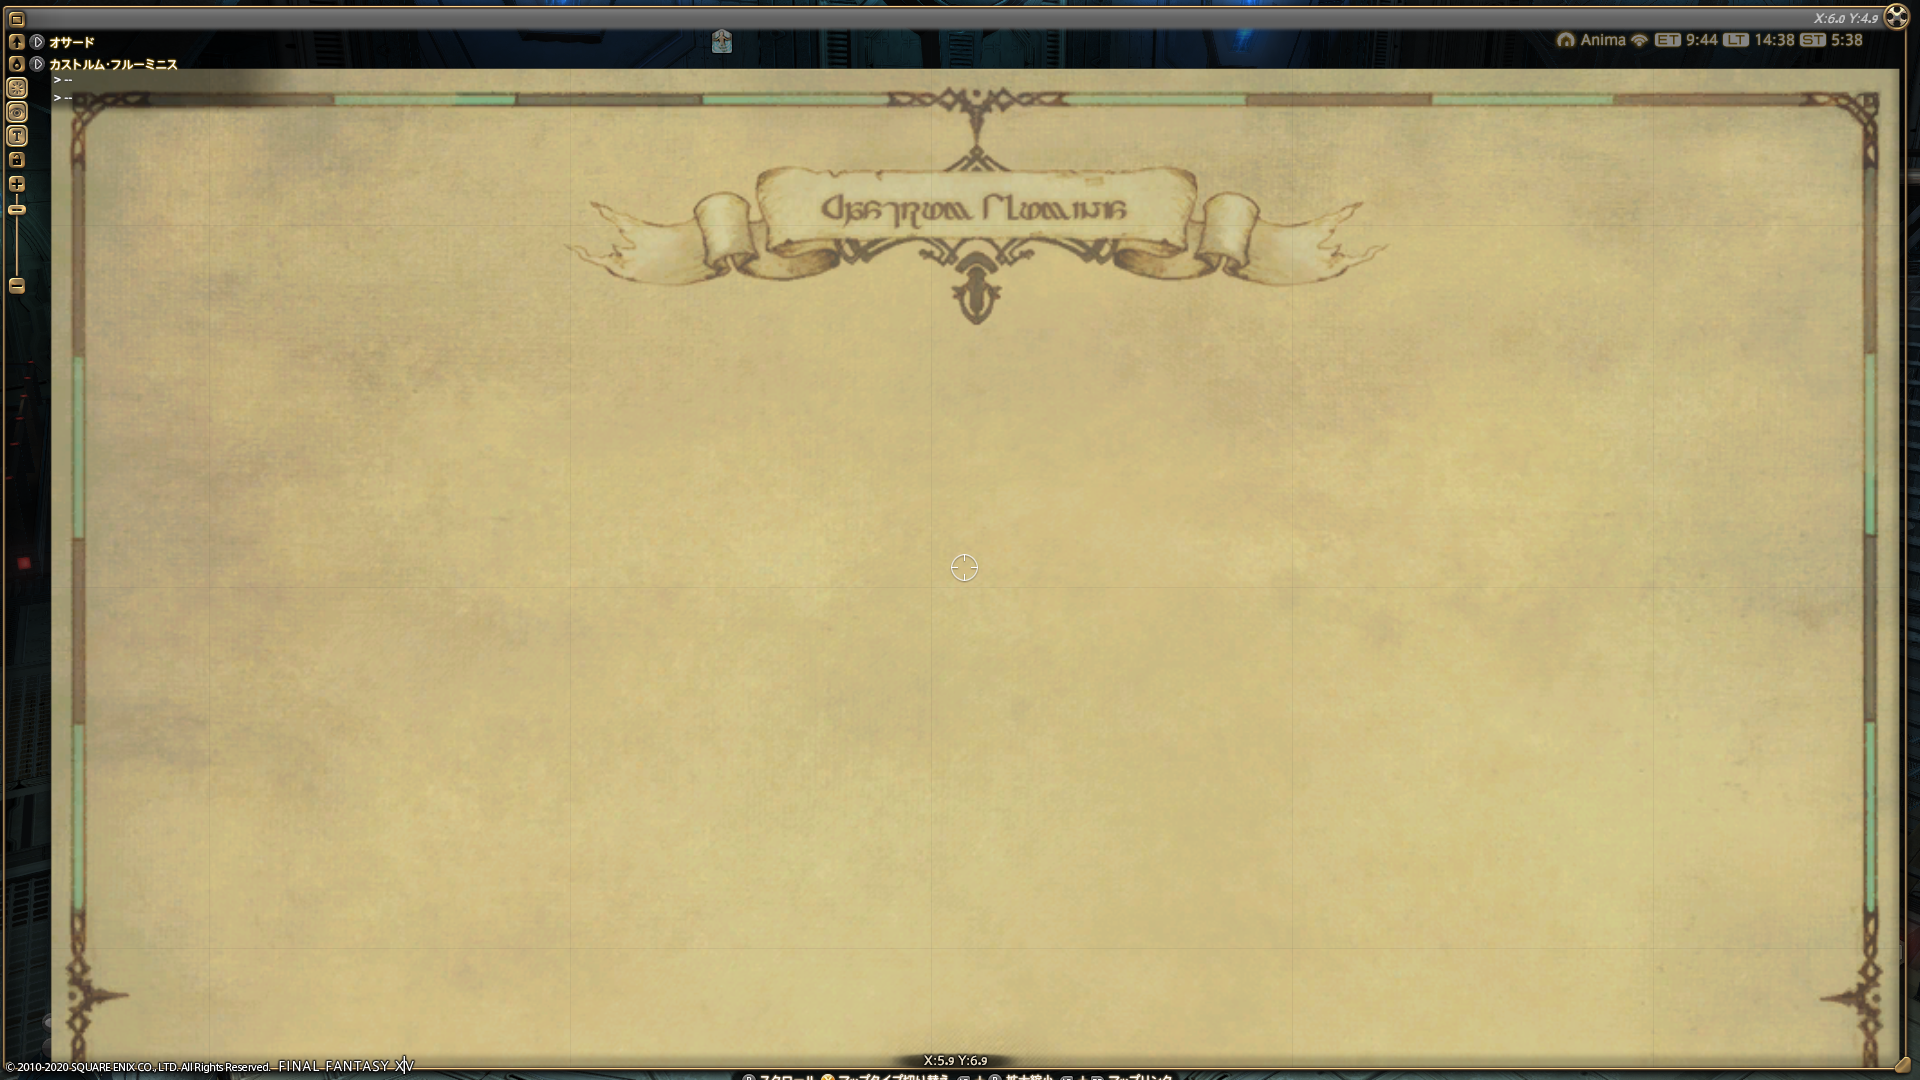 X:6.0 Y:4.9
オサード
Anima ET 9:44 LT 14:38 ST 5:38
カストルム・フルーミニス
> --
> --
Castrum Fluminis
X:5.9 Y:6.9
© 2010-2020 SQUARE ENIX CO., LTD. All Rights Reserved. FINAL FANTASY XIV